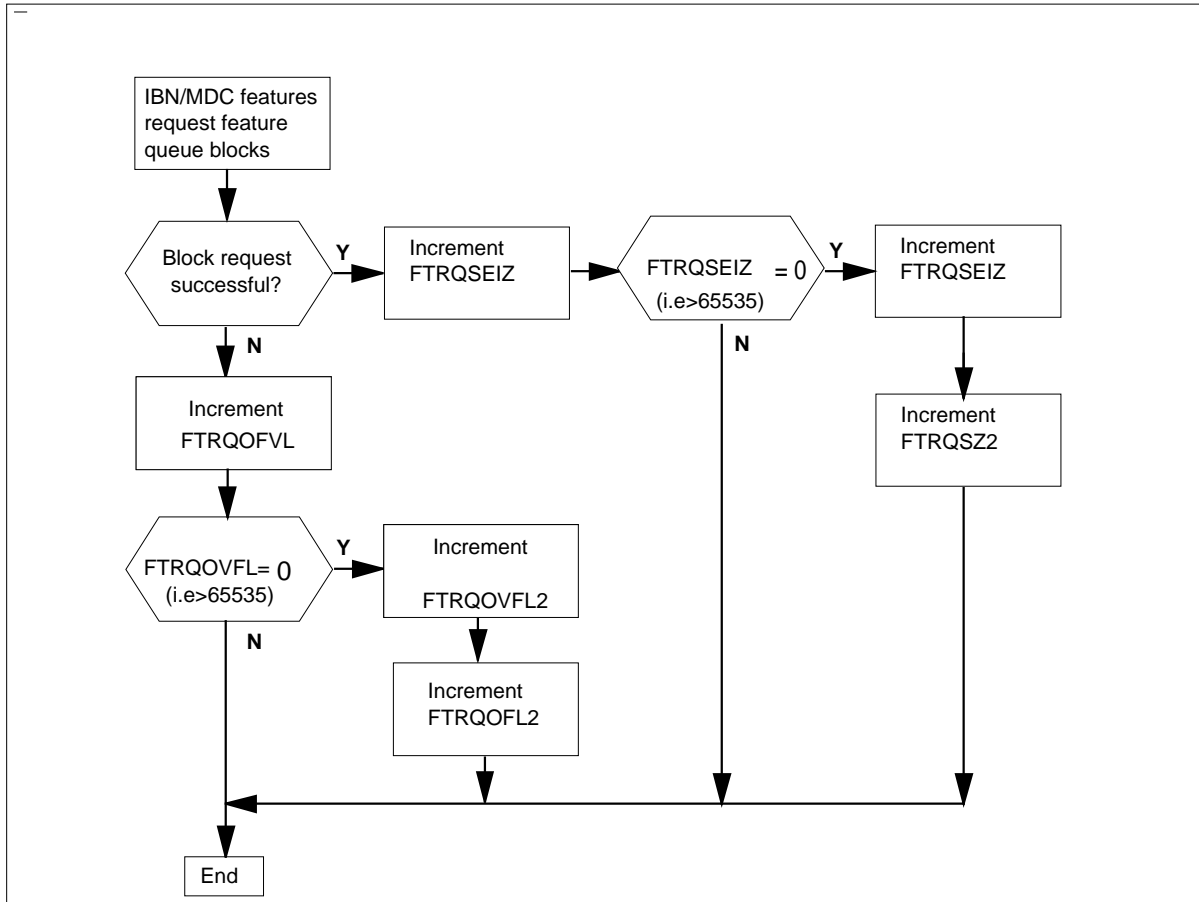 IBN/MDC features
request feature
queue blocks
Block request
successful?
Y
Increment
FTRQSEIZ
FTRQSEIZ = 0
(i.e>65535)
Y
Increment
FTRQSEIZ
N
N
Increment
FTRQOFVL
Increment
FTRQSZ2
FTRQOVFL= 0
(i.e>65535)
Y
Increment
FTRQOVFL2
N
Increment
FTRQOFL2
End